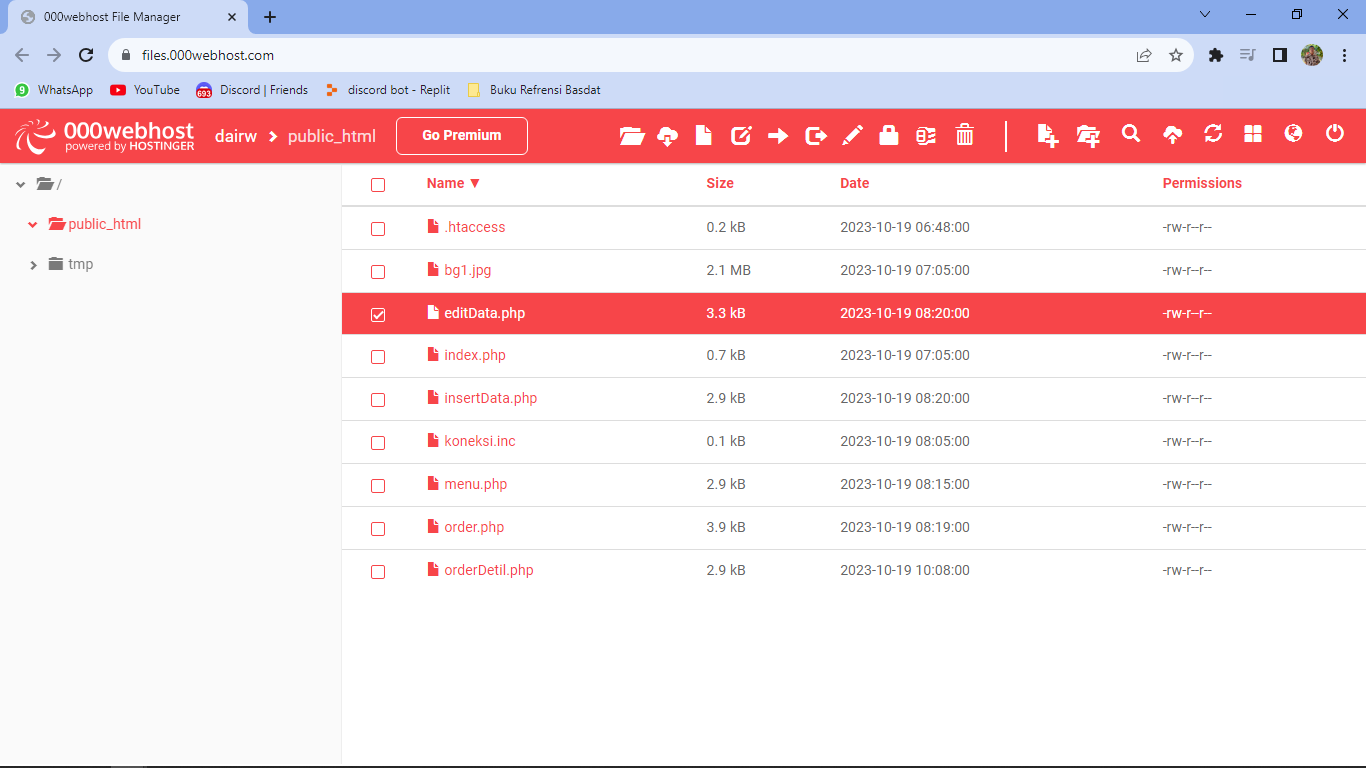 000webhost File Manager
files.000webhost.com
9 WhatsApp YouTube 693 Discord | Friends discord bot - Replit Buku Refrensi Basdat
000webhost
powered by HOSTINGER
dairw public_html Go Premium
/
public_html
tmp
Name ▼ Size Date Permissions
.htaccess 0.2 kB 2023-10-19 06:48:00 -rw-r--r--
bg1.jpg 2.1 MB 2023-10-19 07:05:00 -rw-r--r--
editData.php 3.3 kB 2023-10-19 08:20:00 -rw-r--r--
index.php 0.7 kB 2023-10-19 07:05:00 -rw-r--r--
insertData.php 2.9 kB 2023-10-19 08:20:00 -rw-r--r--
koneksi.inc 0.1 kB 2023-10-19 08:05:00 -rw-r--r--
menu.php 2.9 kB 2023-10-19 08:15:00 -rw-r--r--
order.php 3.9 kB 2023-10-19 08:19:00 -rw-r--r--
orderDetil.php 2.9 kB 2023-10-19 10:08:00 -rw-r--r--